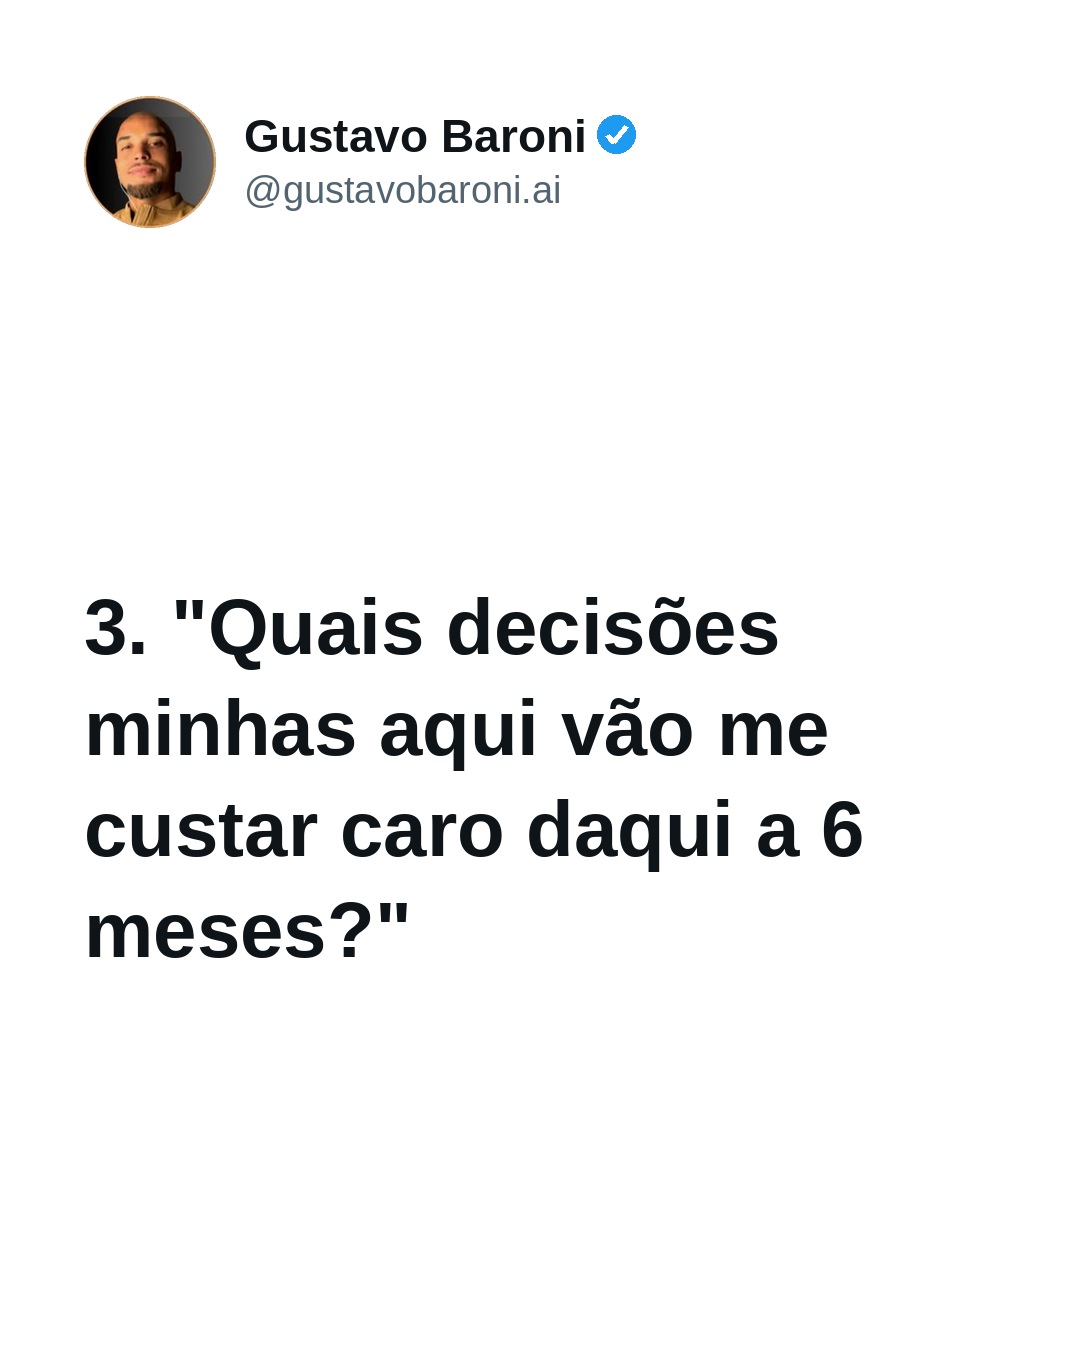 Gustavo Baroni
@gustavobaroni.ai
3. "Quais decisões
minhas aqui vão me
custar caro daqui a 6
meses?"